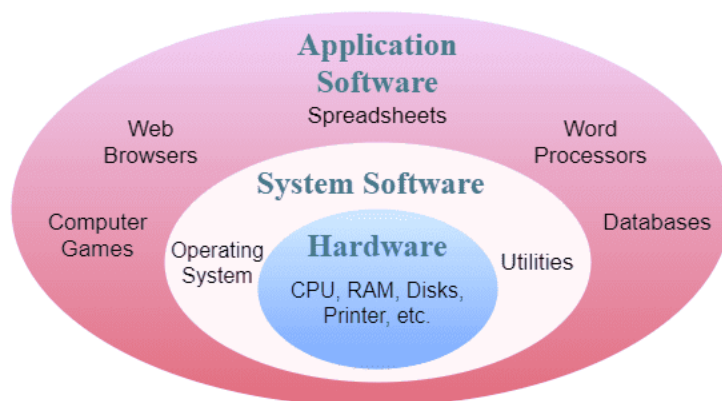 Application
Software
Spreadsheets
Web
Browsers
Word
Processors
System Software
Computer
Games
Databases
Operating
System
Hardware
Utilities
CPU, RAM, Disks,
Printer, etc.